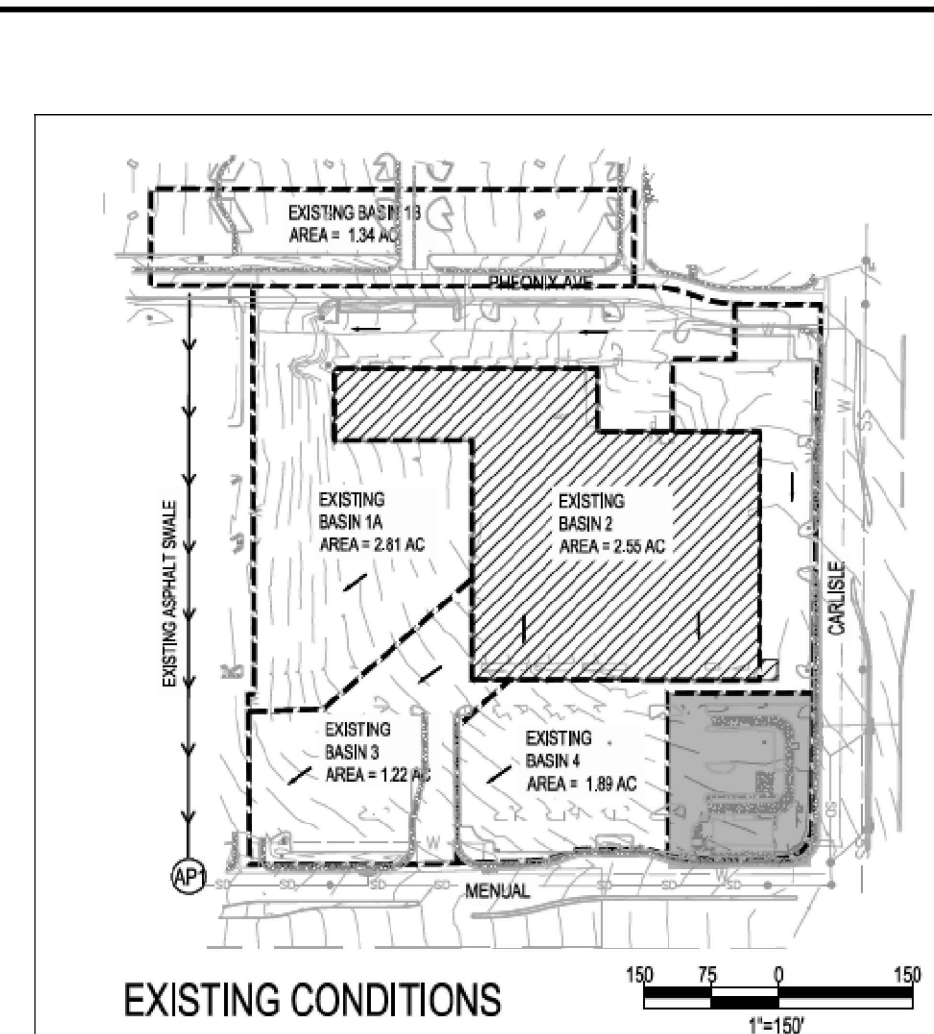 EXISTING BASIN 1B
AREA = 1.34 AC
PHEONIX AVE
W
W
S
EXISTING
BASIN 1A
AREA = 2.81 AC
EXISTING
BASIN 2
AREA = 2.55 AC
EXISTING ASPHALT SWALE
CARLISLE
EXISTING
BASIN 3
AREA = 1.22 AC
EXISTING
BASIN 4
AREA = 1.89 AC
W
W
SD
S
AP1
SD
SD
SD
SD
SD
SD
SD
MENUAL
EXISTING CONDITIONS
150 75 0 150
1"=150'